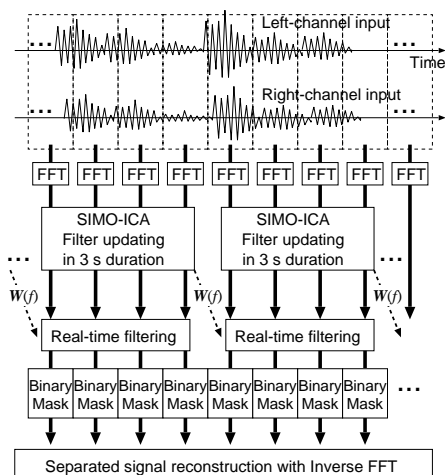 Left-channel input
...
...
Time
Right-channel input
...
...
FFT FFT FFT FFT FFT FFT FFT FFT FFT
SIMO-ICA
Filter updating
in 3 s duration
SIMO-ICA
Filter updating
in 3 s duration
...
...
W(f)
W(f)
W(f)
Real-time filtering
Real-time filtering
Binary Binary Binary Binary Binary Binary Binary Binary
Mask Mask Mask Mask Mask Mask Mask Mask
...
Separated signal reconstruction with Inverse FFT